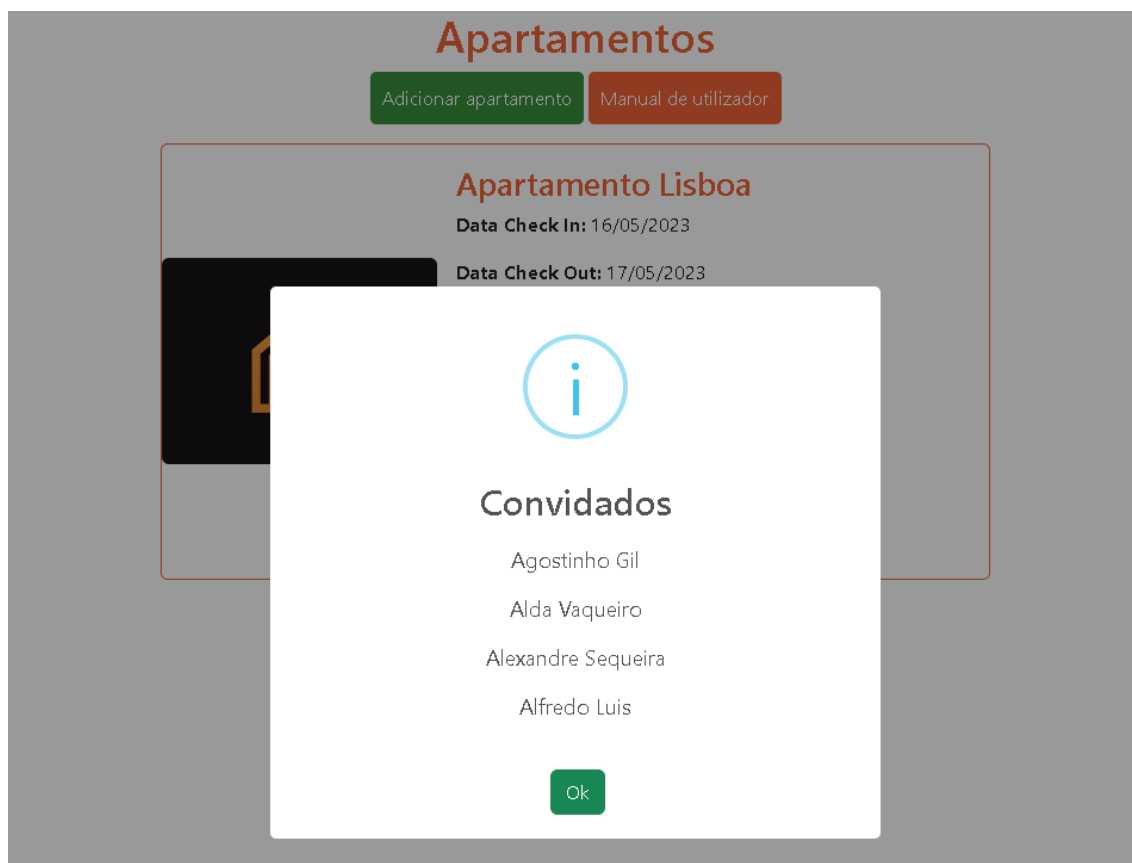 Apartamentos
Adicionar apartamento Manual de utilizador
Apartamento Lisboa
Data Check In: 16/05/2023
Data Check Out: 17/05/2023
i
Convidados
Agostinho Gil
Alda Vaqueiro
Alexandre Sequeira
Alfredo Luis
Ok